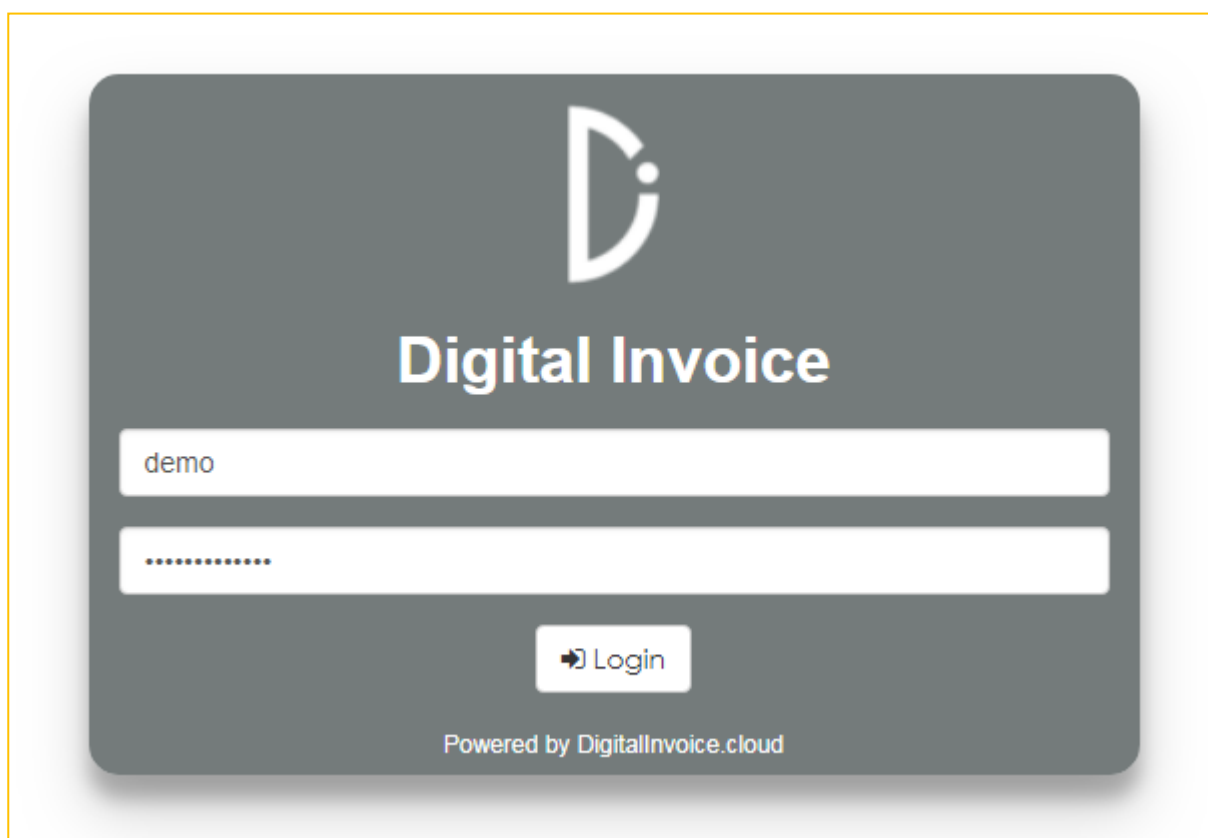 Digital Invoice
demo
•••••••••••••
Login
Powered by DigitalInvoice.cloud